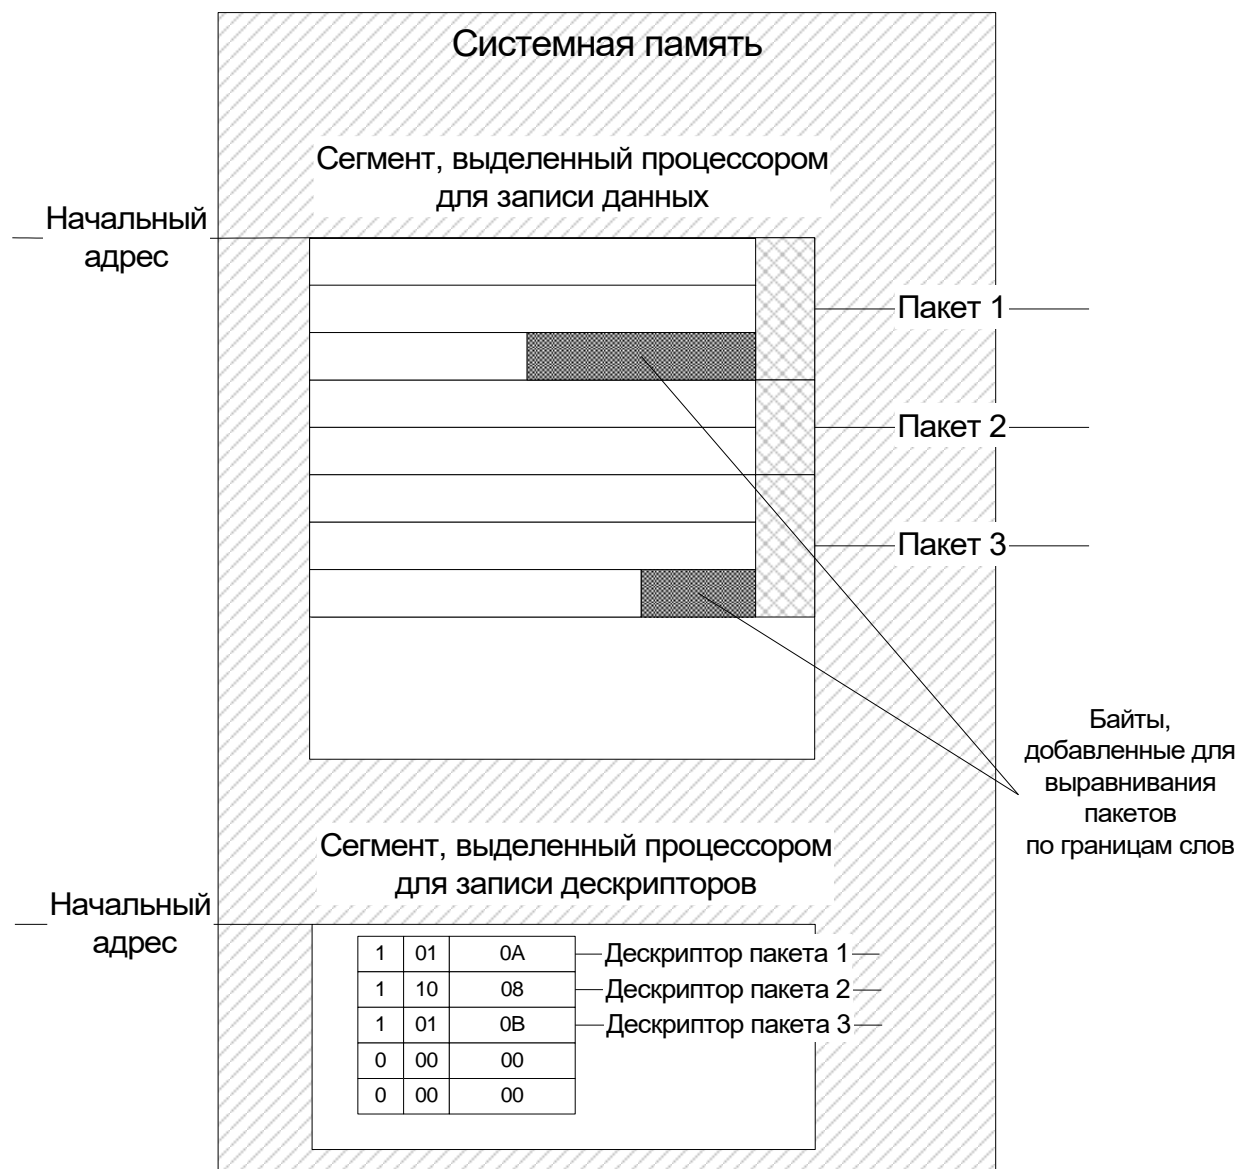 Системная память
Сегмент, выделенный процессором
для записи данных
Начальный
адрес
Пакет 1
Пакет 2
Пакет 3
Байты,
добавленные для
выравнивания
пакетов
по границам слов
Сегмент, выделенный процессором
для записи дескрипторов
Начальный
адрес
1 01 0A Дескриптор пакета 1
1 10 08 Дескриптор пакета 2
1 01 0B Дескриптор пакета 3
0 00 00
0 00 00